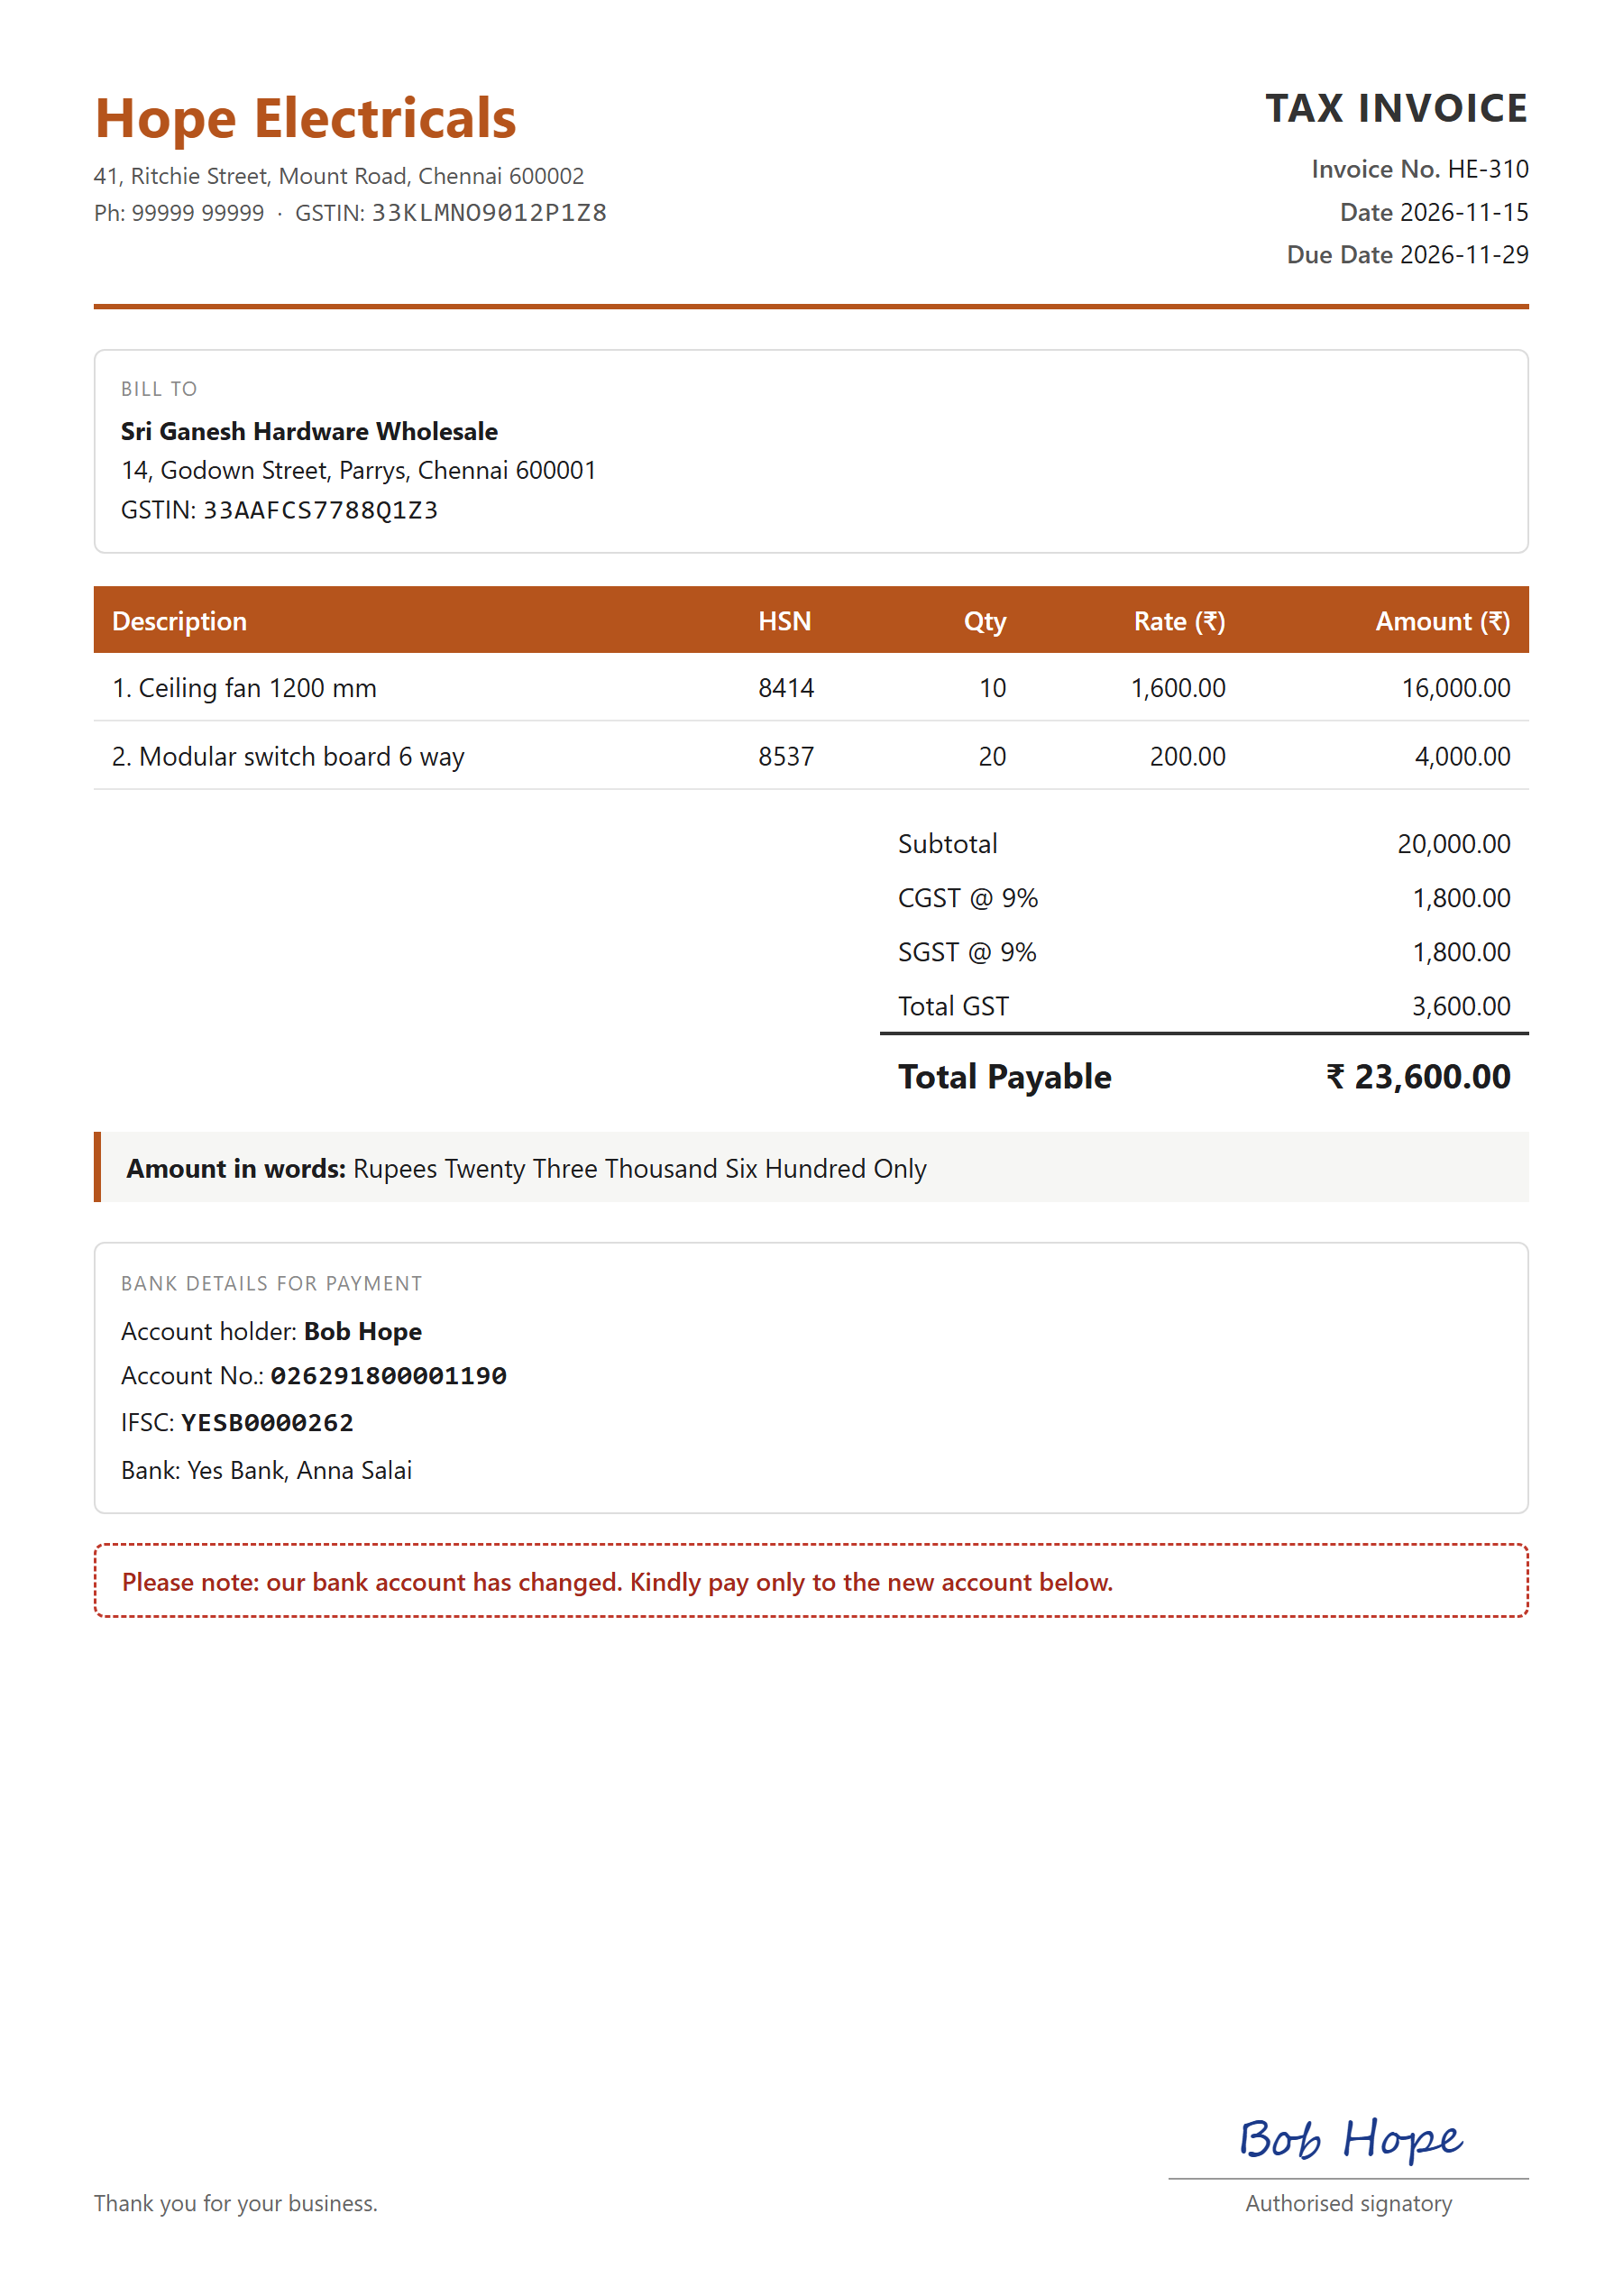 Hope Electricals
41, Ritchie Street, Mount Road, Chennai 600002
Ph: 99999 99999 · GSTIN: 33KLMNO9012P1Z8
TAX INVOICE
Invoice No. HE-310
Date 2026-11-15
Due Date 2026-11-29
BILL TO
Sri Ganesh Hardware Wholesale
14, Godown Street, Parrys, Chennai 600001
GSTIN: 33AAFCS7788Q1Z3
Description HSN Qty Rate (₹) Amount (₹)
1. Ceiling fan 1200 mm 8414 10 1,600.00 16,000.00
2. Modular switch board 6 way 8537 20 200.00 4,000.00
Subtotal 20,000.00
CGST @ 9% 1,800.00
SGST @ 9% 1,800.00
Total GST 3,600.00
Total Payable ₹ 23,600.00
Amount in words: Rupees Twenty Three Thousand Six Hundred Only
BANK DETAILS FOR PAYMENT
Account holder: Bob Hope
Account No.: 026291800001190
IFSC: YESB0000262
Bank: Yes Bank, Anna Salai
Please note: our bank account has changed. Kindly pay only to the new account below.
Bob Hope
Thank you for your business.
Authorised signatory